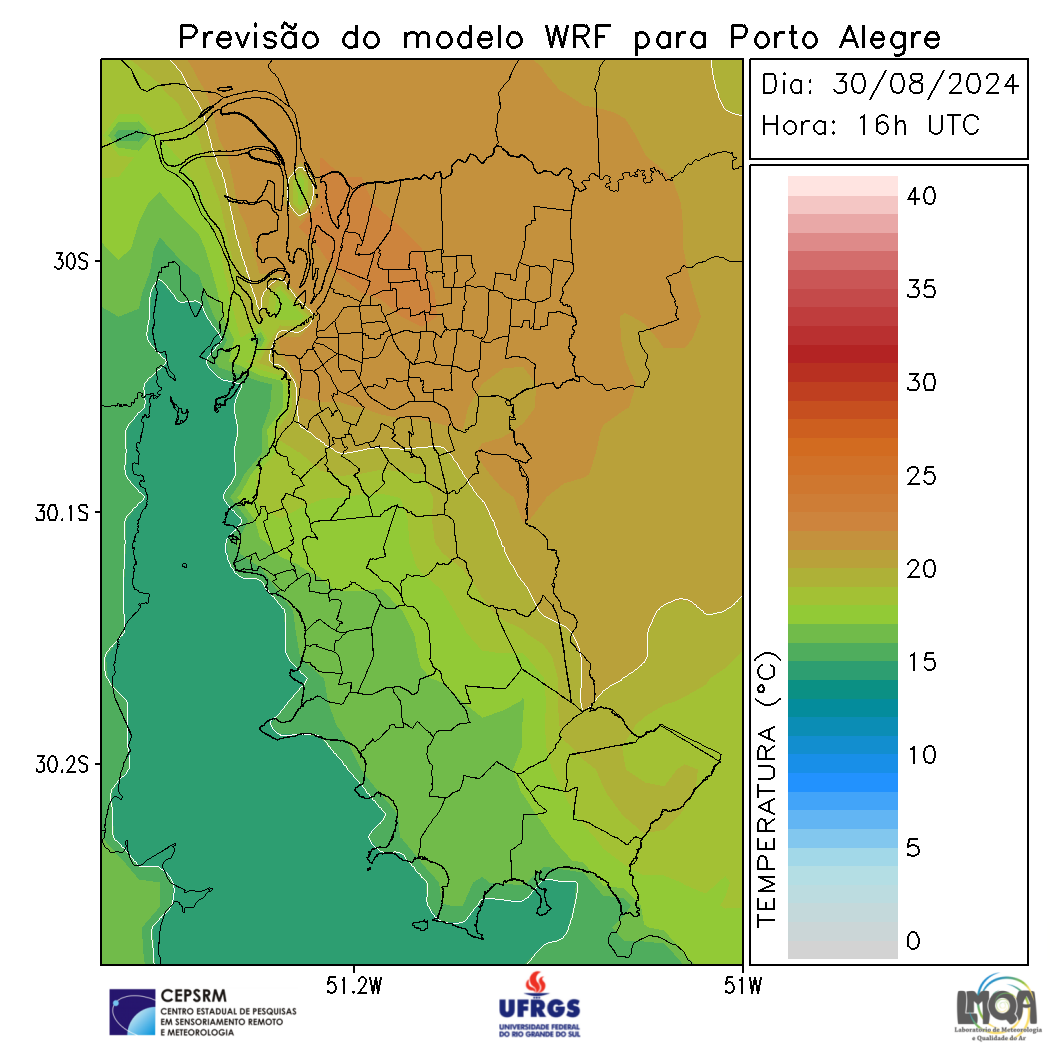 Previsão do modelo WRF para Porto Alegre
Dia: 30/08/2024
Hora: 16h UTC
30S
30.1S
30.2S
51.2W
51W
TEMPERATURA (°C)
40
35
30
25
20
15
10
5
0
CEPSRM
CENTRO ESTADUAL DE PESQUISAS
EM SENSORIAMENTO REMOTO
E METEOROLOGIA
UFRGS
UNIVERSIDADE FEDERAL
DO RIO GRANDE DO SUL
LMQA
Laboratório de Meteorologia
e Qualidade do Ar